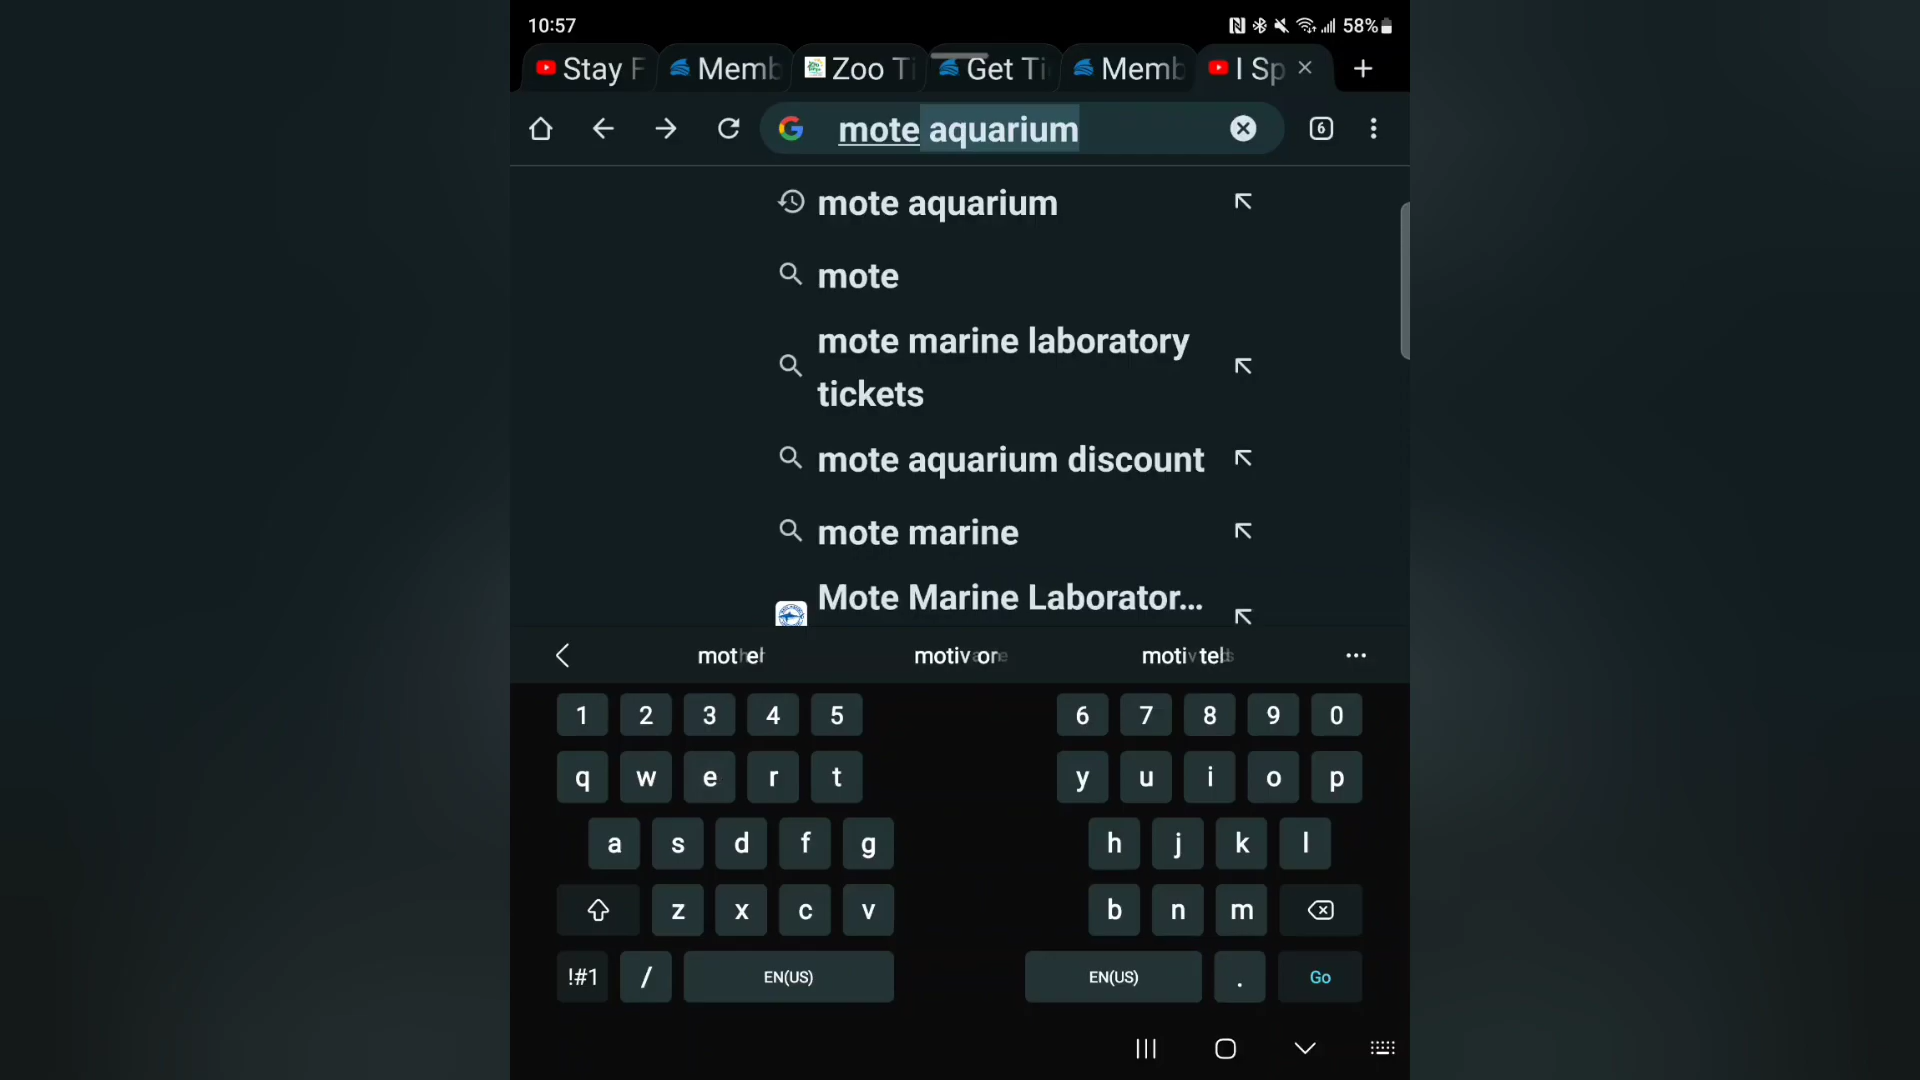 10:57
58%
Stay F
Memb
Zoo Ti
Get Ti
Memb
I Sp
mote aquarium
6
mote aquarium
mote
mote marine laboratory
tickets
mote aquarium discount
mote marine
Mote Marine Laborator...
1 2 3 4 5 6 7 8 9 0
q w e r t y u i o p
a s d f g h j k l
z x c v b n m
!#1 / EN(US) EN(US) . Go